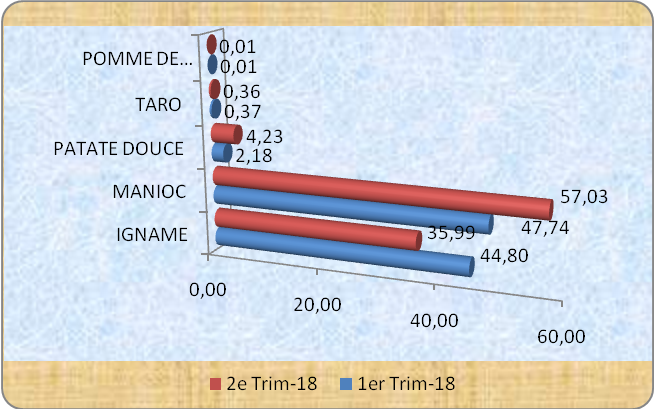 POMME DE...
0,01
0,01
TARO
0,36
0,37
PATATE DOUCE
4,23
2,18
MANIOC
57,03
47,74
IGNAME
35,99
44,80
0,00
20,00
40,00
60,00
2e Trim-18
1er Trim-18